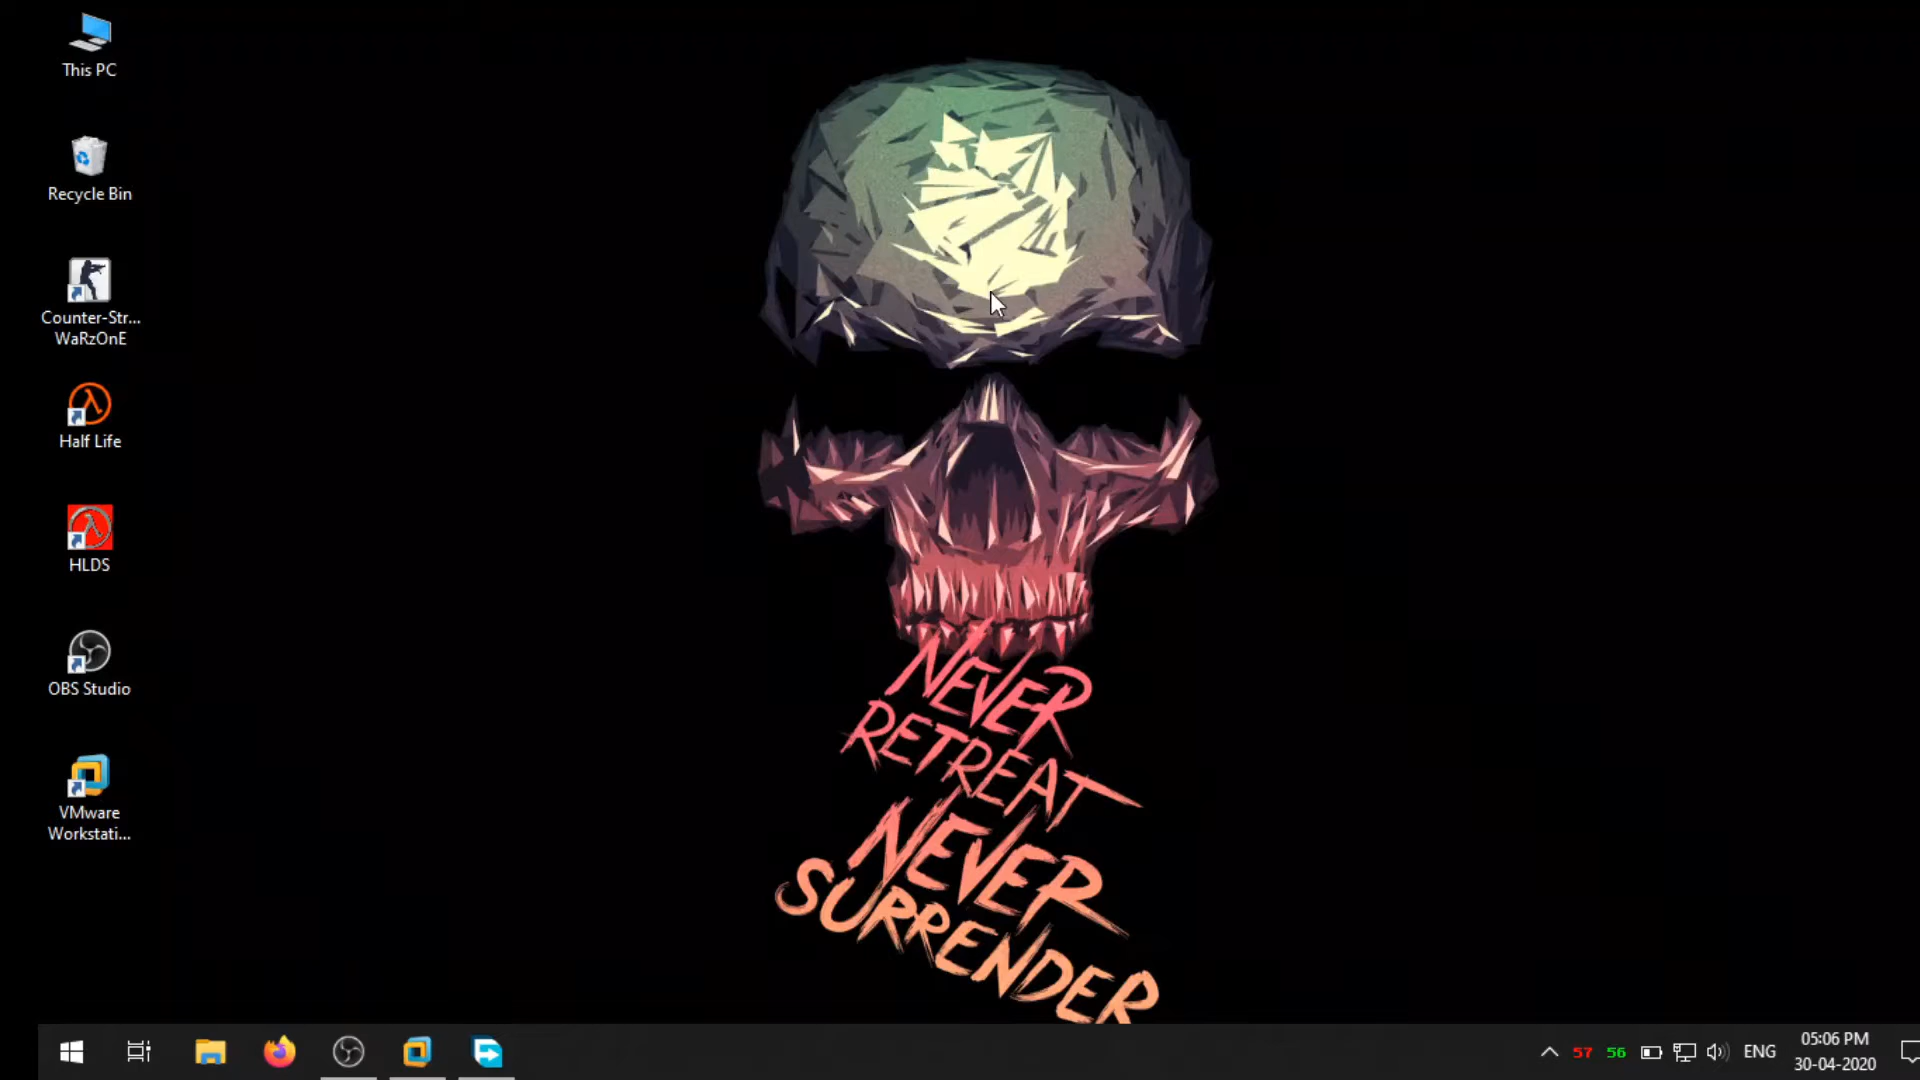 This PC
Recycle Bin
Counter-Str...
WaRzOnE
Half Life
HLDS
OBS Studio
VMware
Workstati...
NEVER
RETREAT
NEVER
SURRENDER
57 56 ENG
05:06 PM
30-04-2020